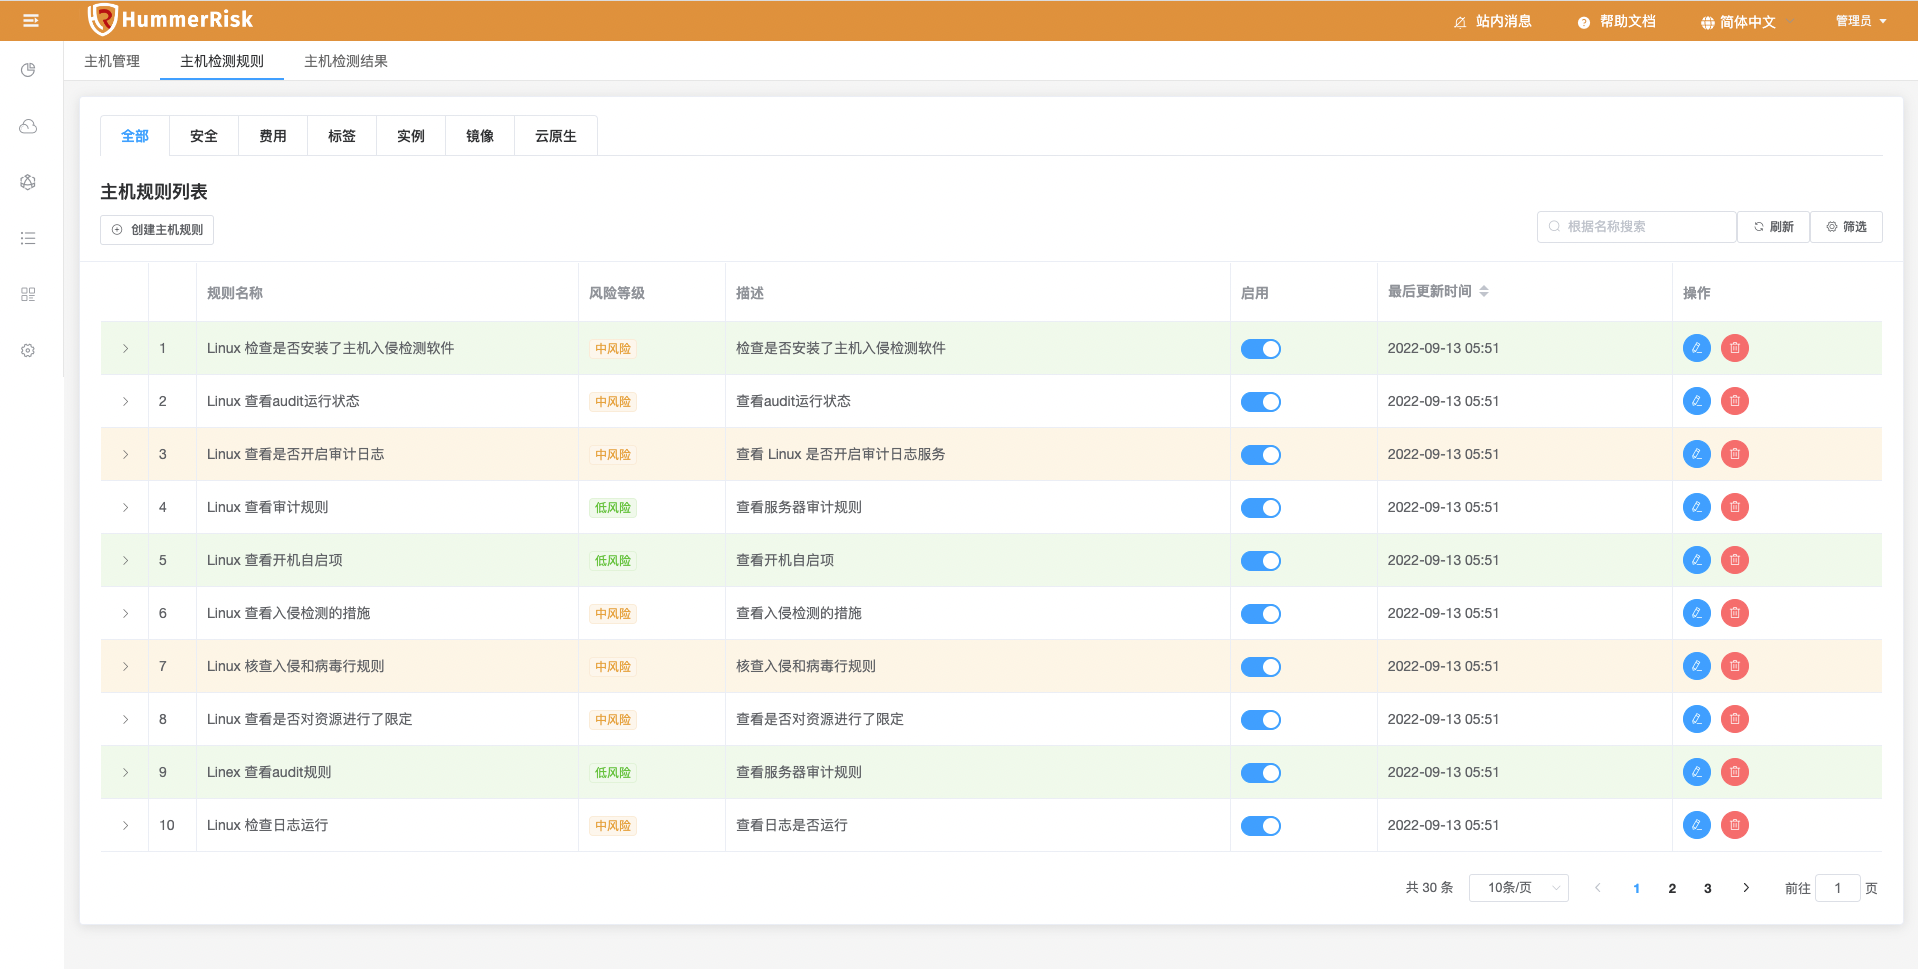 HummerRisk
站内消息
帮助文档
简体中文
管理员
主机管理 主机检测规则 主机检测结果
全部 安全 费用 标签 实例 镜像 云原生
主机规则列表
创建主机规则
根据名称搜索 刷新 筛选
规则名称 风险等级 描述 启用 最后更新时间 操作
1 Linux 检查是否安装了主机入侵检测软件 中风险 检查是否安装了主机入侵检测软件 2022-09-13 05:51
2 Linux 查看audit运行状态 中风险 查看audit运行状态 2022-09-13 05:51
3 Linux 查看是否开启审计日志 中风险 查看 Linux 是否开启审计日志服务 2022-09-13 05:51
4 Linux 查看审计规则 低风险 查看服务器审计规则 2022-09-13 05:51
5 Linux 查看开机自启项 低风险 查看开机自启项 2022-09-13 05:51
6 Linux 查看入侵检测的措施 中风险 查看入侵检测的措施 2022-09-13 05:51
7 Linux 核查入侵和病毒行规则 中风险 核查入侵和病毒行规则 2022-09-13 05:51
8 Linux 查看是否对资源进行了限定 中风险 查看是否对资源进行了限定 2022-09-13 05:51
9 Linex 查看audit规则 低风险 查看服务器审计规则 2022-09-13 05:51
10 Linux 检查日志运行 中风险 查看日志是否运行 2022-09-13 05:51
共 30 条 10条/页 1 2 3 前往 1 页